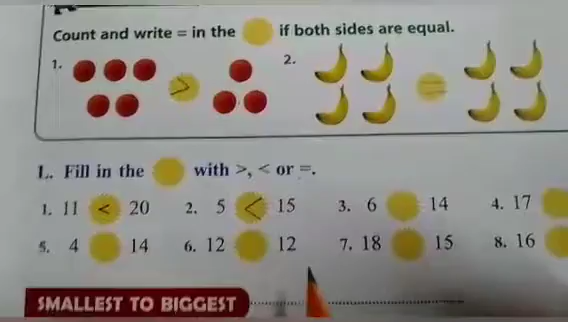 Count and write = in the if both sides are equal.
1. > 2. =
1. Fill in the with >, < or =.
1. 11 < 20 2. 5 < 15 3. 6 14 4. 17
5. 4 14 6. 12 12 7. 18 15 8. 16
SMALLEST TO BIGGEST